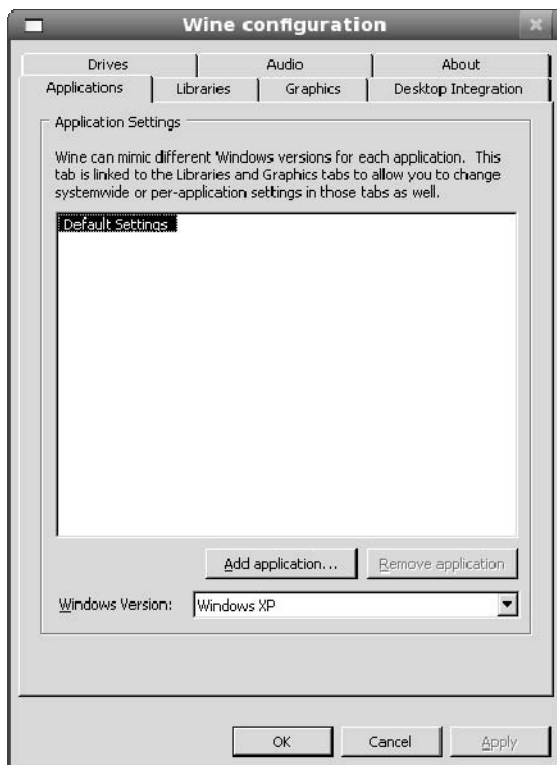 Wine configuration
Drives Audio About
Applications Libraries Graphics Desktop Integration
Application Settings
Wine can mimic different Windows versions for each application. This
tab is linked to the Libraries and Graphics tabs to allow you to change
systemwide or per-application settings in those tabs as well.
Default Settings
Add application... Remove application
Windows Version: Windows XP
OK Cancel Apply